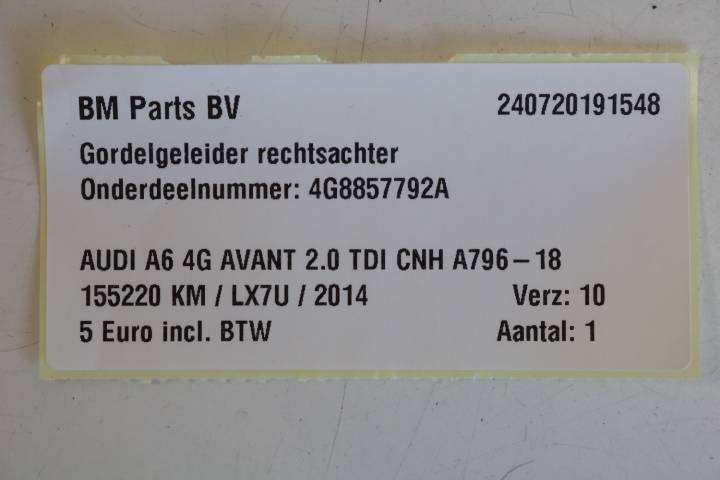 BM Parts BV 240720191548
Gordelgeleider rechtsachter
Onderdeelnummer: 4G8857792A
AUDI A6 4G AVANT 2.0 TDI CNH A796-18
155220 KM / LX7U / 2014 Verz: 10
5 Euro incl. BTW Aantal: 1